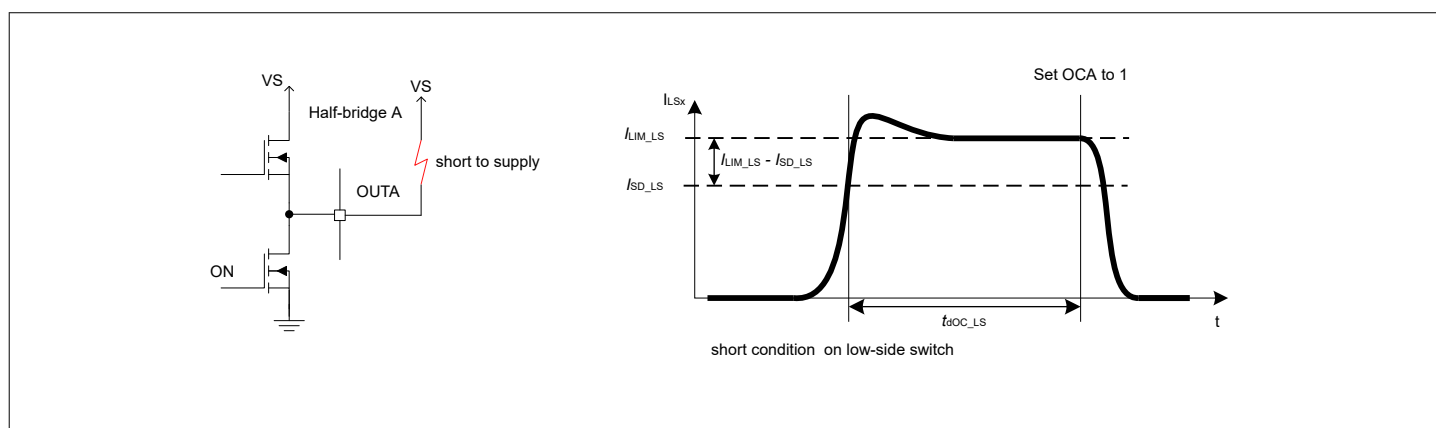 VS
VS
Half-bridge A
short to supply
OUTA
ON
Set OCA to 1
ILSx
ILIM_LS
ILIM_LS - ISD_LS
ISD_LS
tdOC_LS
t
short condition on low-side switch